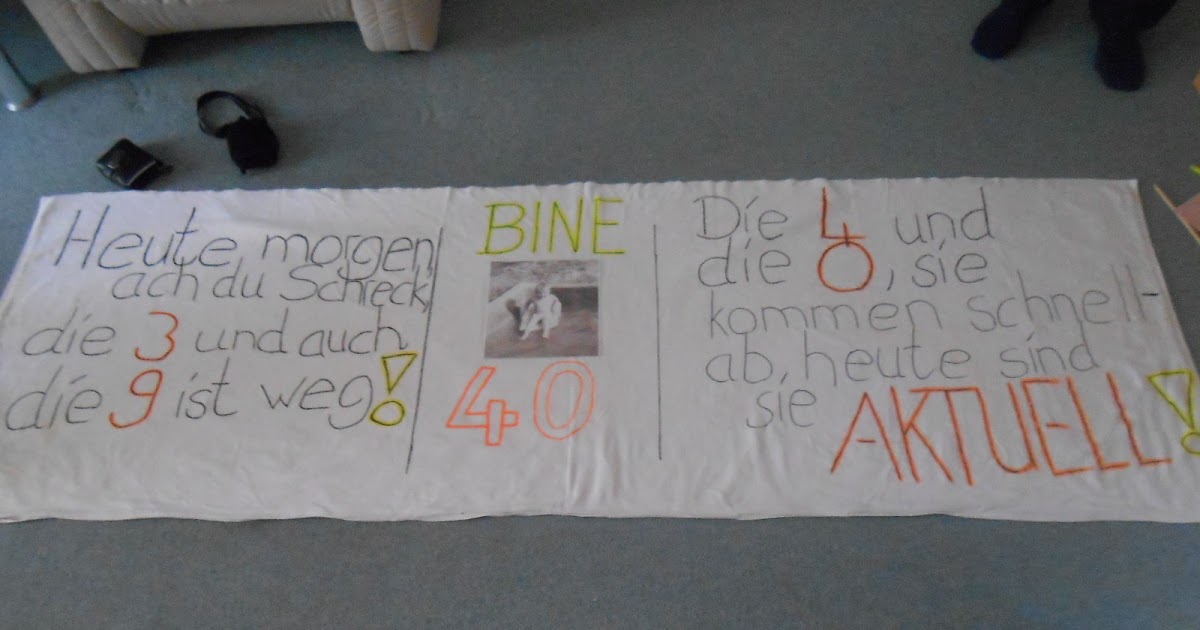 Heute morgen
ach du Schreck,
die 3 und auch
die 9 ist weg!
BINE
40
Die 4 und
die 0, sie
kommen schnell-
ab, heute sind
sie AKTUELL!